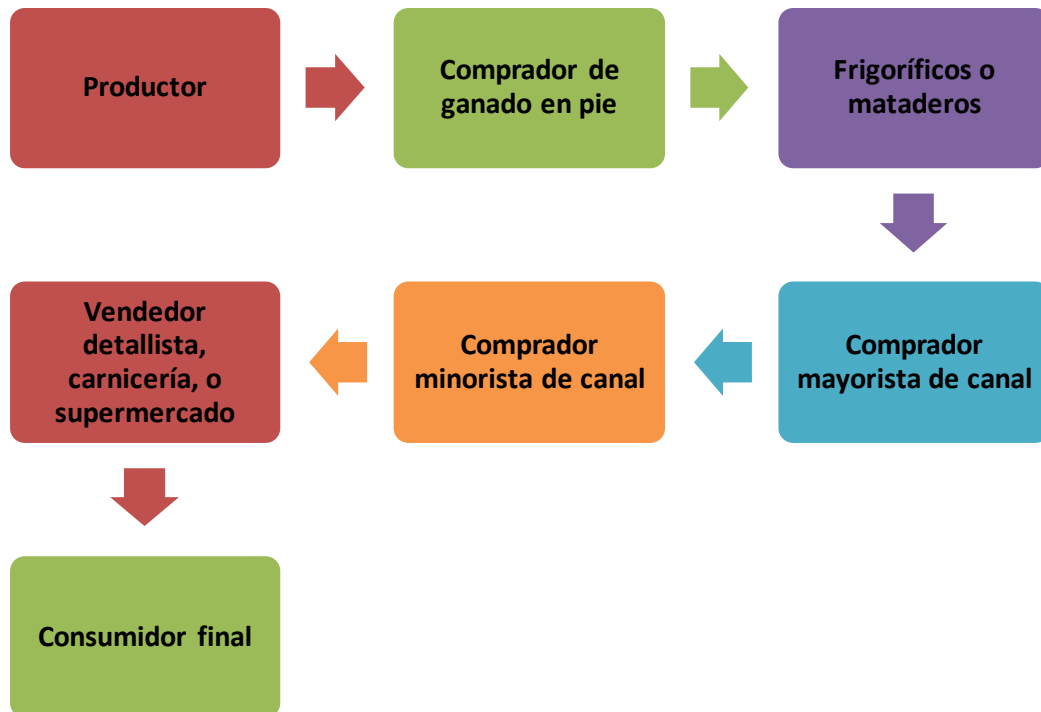 Productor
Comprador de
ganado en pie
Frigoríficos o
mataderos
Comprador
mayorista de canal
Comprador
minorista de canal
Vendedor
detallista,
carnicería, o
supermercado
Consumidor final